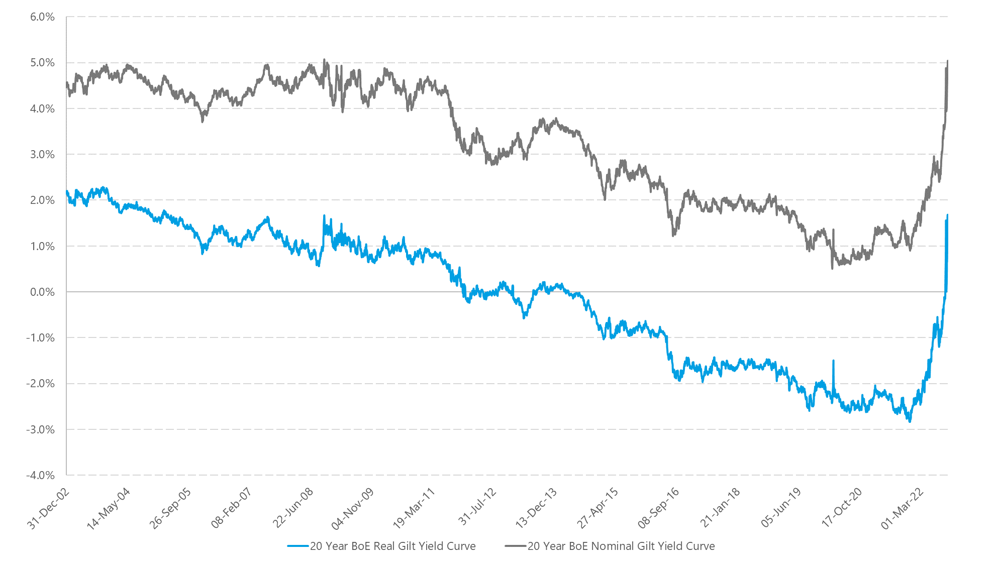 6.0%
5.0%
4.0%
3.0%
2.0%
1.0%
0.0%
-1.0%
-2.0%
-3.0%
-4.0%
31-Dec-02
14-May-04
26-Sep-05
08-Feb-07
22-Jun-08
04-Nov-09
19-Mar-11
31-Jul-12
13-Dec-13
27-Apr-15
08-Sep-16
21-Jan-18
05-Jun-19
17-Oct-20
01-Mar-22
20 Year BoE Real Gilt Yield Curve
20 Year BoE Nominal Gilt Yield Curve